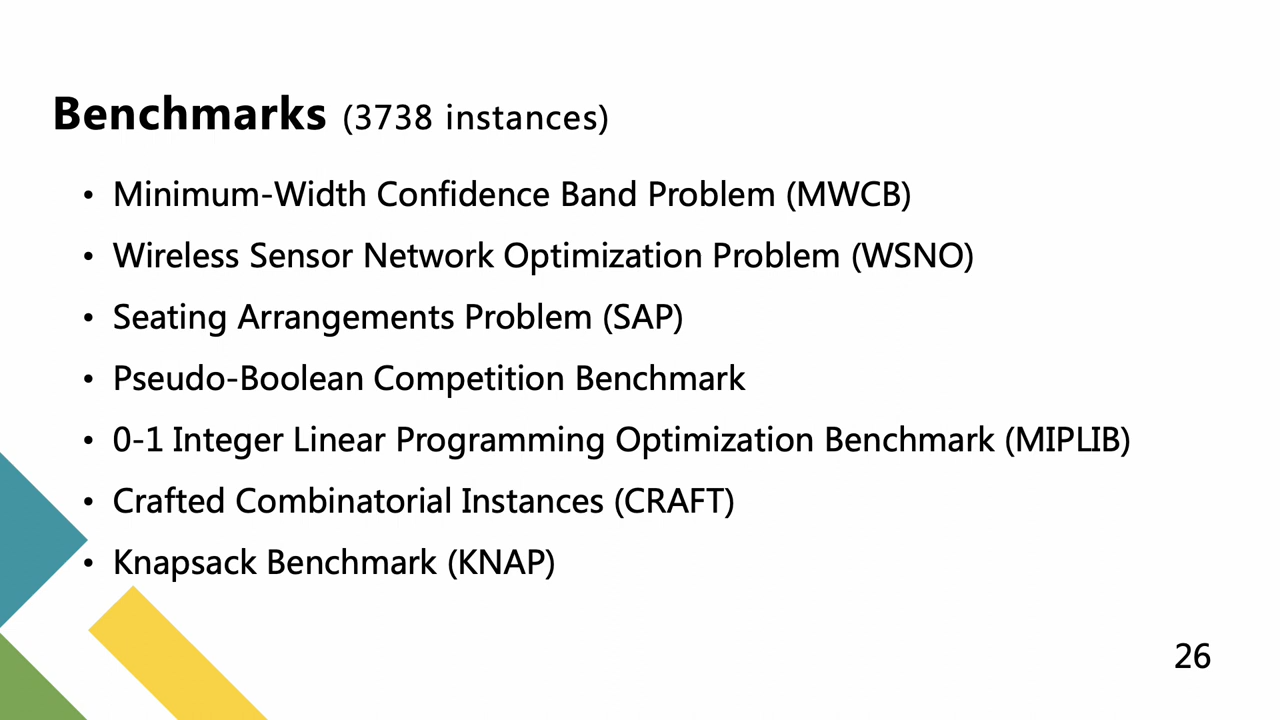 Benchmarks (3738 instances)
• Minimum-Width Confidence Band Problem (MWCB)
• Wireless Sensor Network Optimization Problem (WSNO)
• Seating Arrangements Problem (SAP)
• Pseudo-Boolean Competition Benchmark
• 0-1 Integer Linear Programming Optimization Benchmark (MIPLIB)
• Crafted Combinatorial Instances (CRAFT)
• Knapsack Benchmark (KNAP)
26